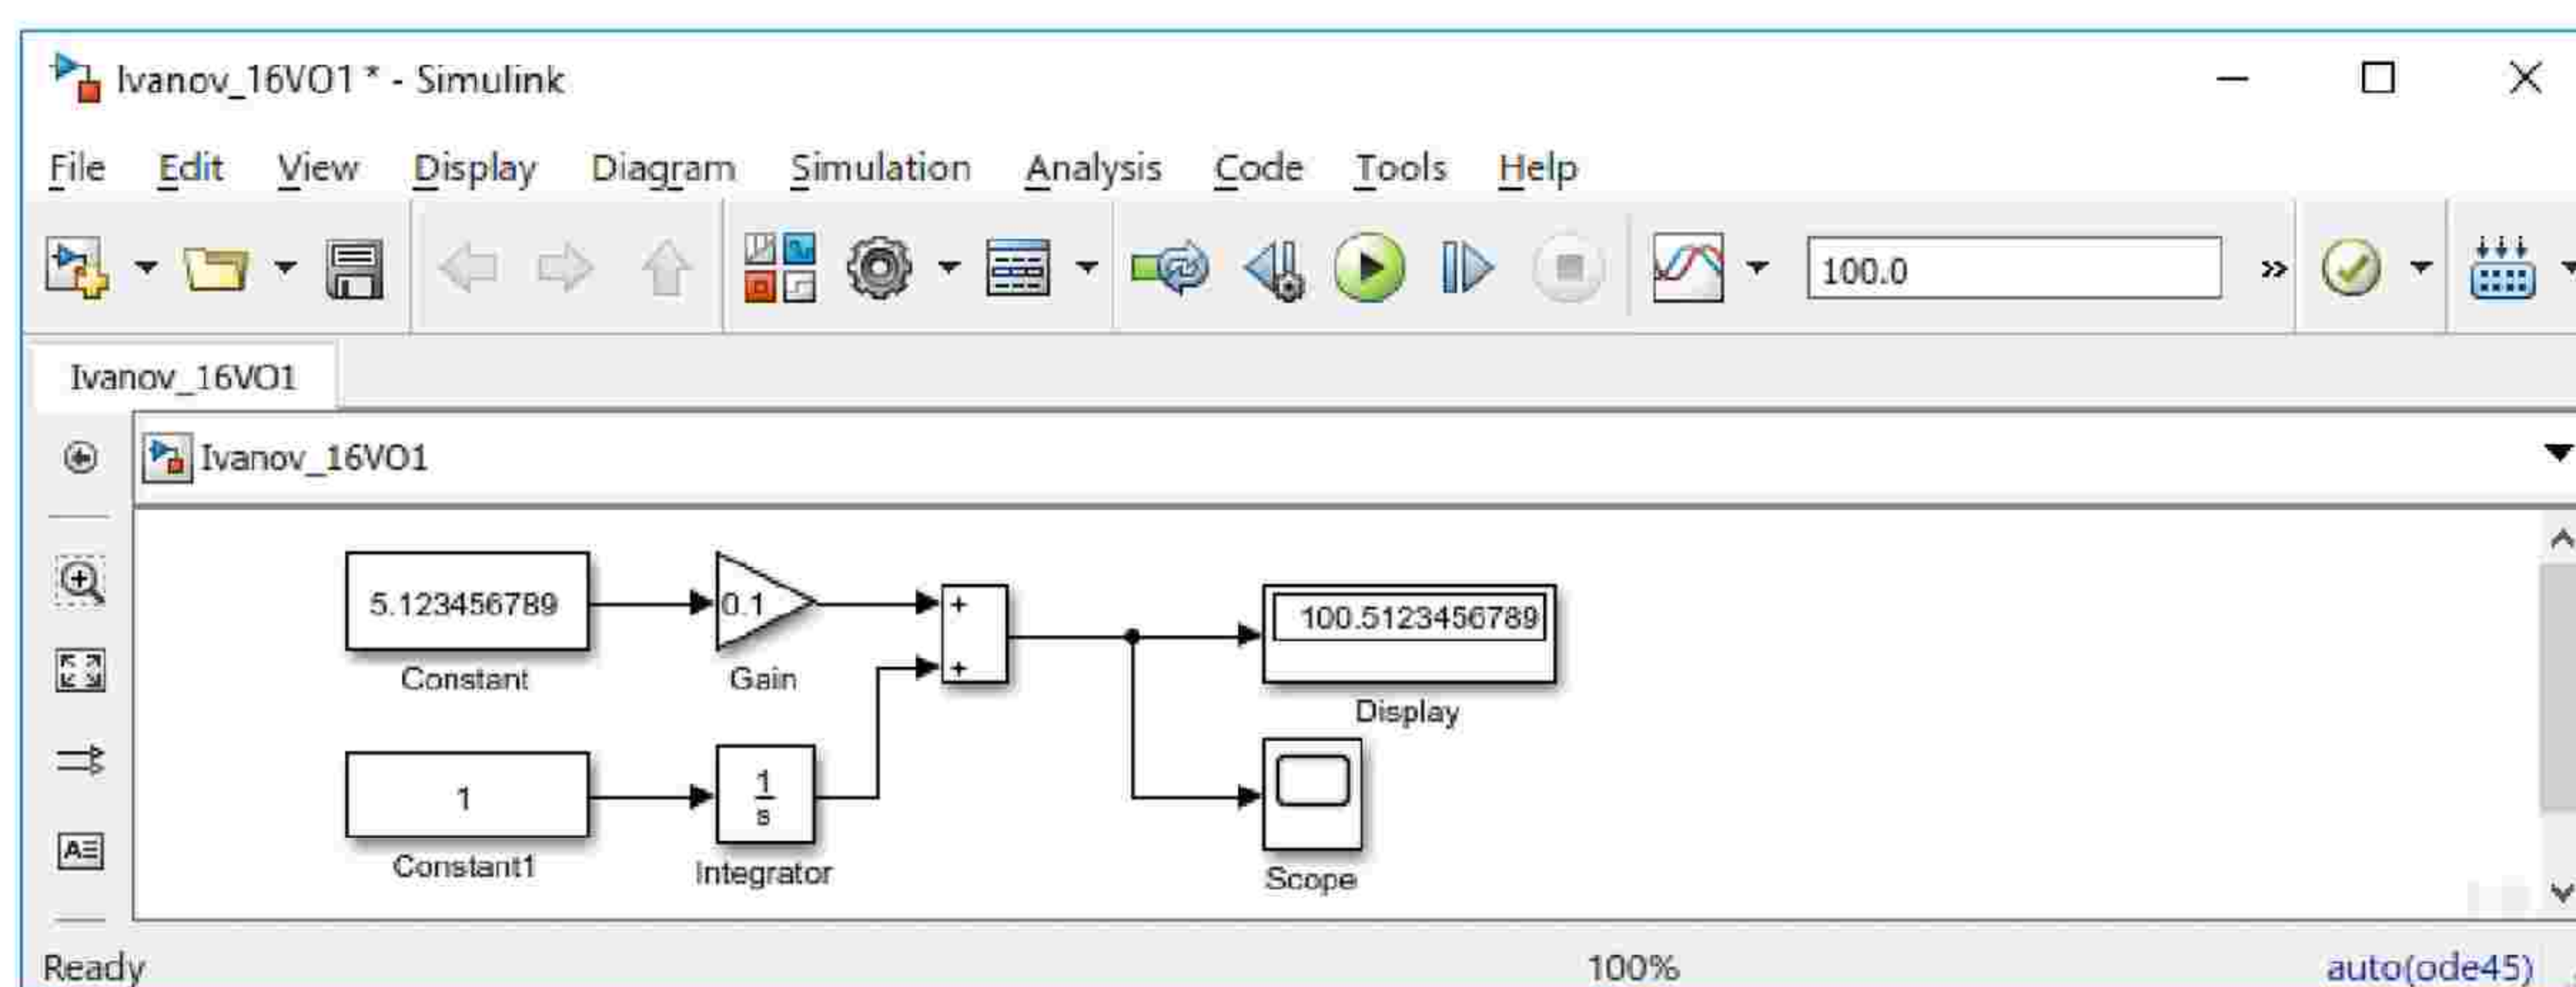 Ivanov_16VO1 * - Simulink
File Edit View Display Diagram Simulation Analysis Code Tools Help
100.0 »
Ivanov_16VO1
Ivanov_16VO1
5.123456789
0.1
+
+
100.5123456789
Constant
Gain
Display
1
1
s
Constant1
Integrator
Scope
Ready 100% auto(ode45)